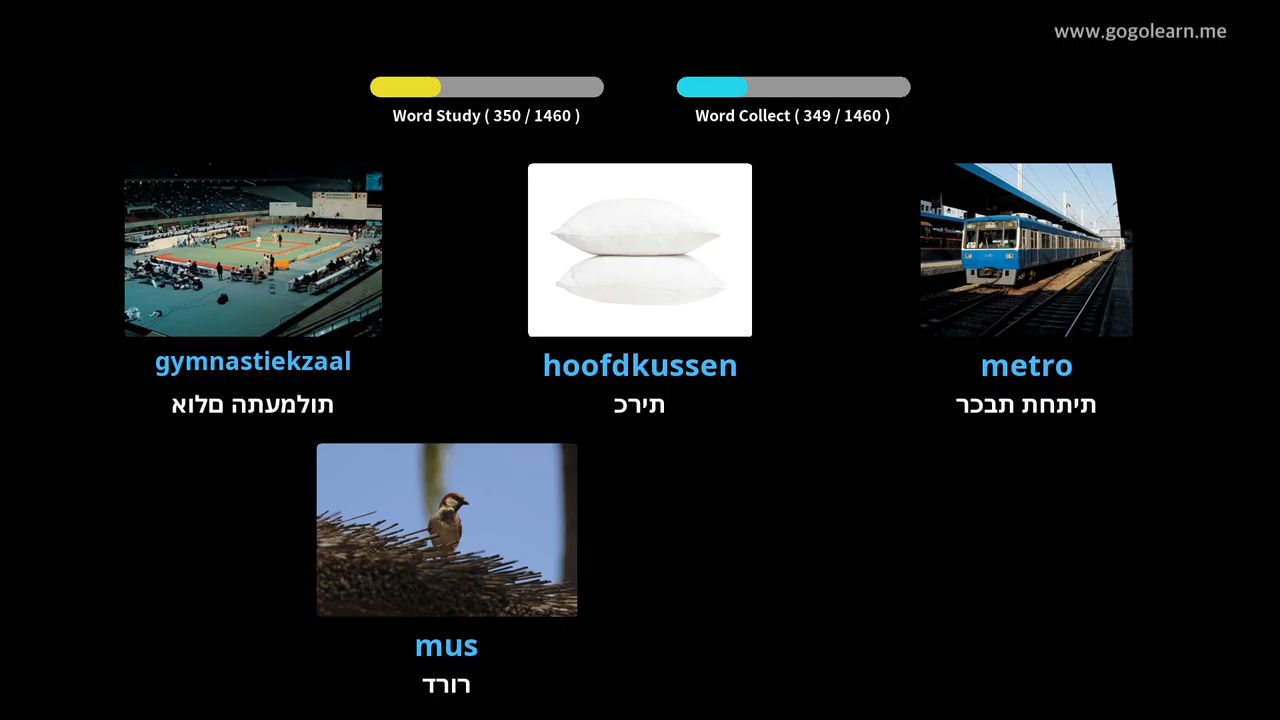 www.gogolearn.me
Word Study ( 350 / 1460 )
Word Collect ( 349 / 1460 )
gymnastiekzaal
תולמעתה םלוא
hoofdkussen
תירכ
metro
תיתחת תבכר
mus
רורד